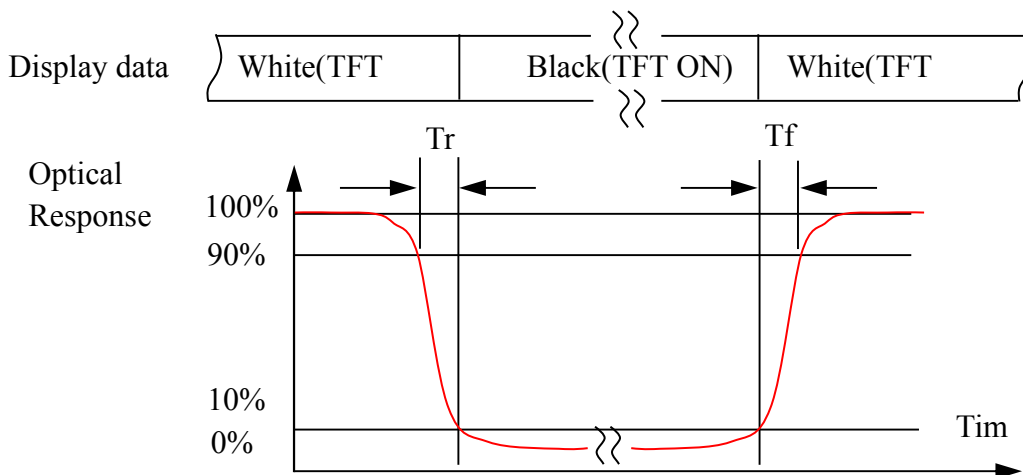 Display data White(TFT Black(TFT ON) White(TFT
Tr Tf
Optical
Response
100%
90%
10%
0%
Tim